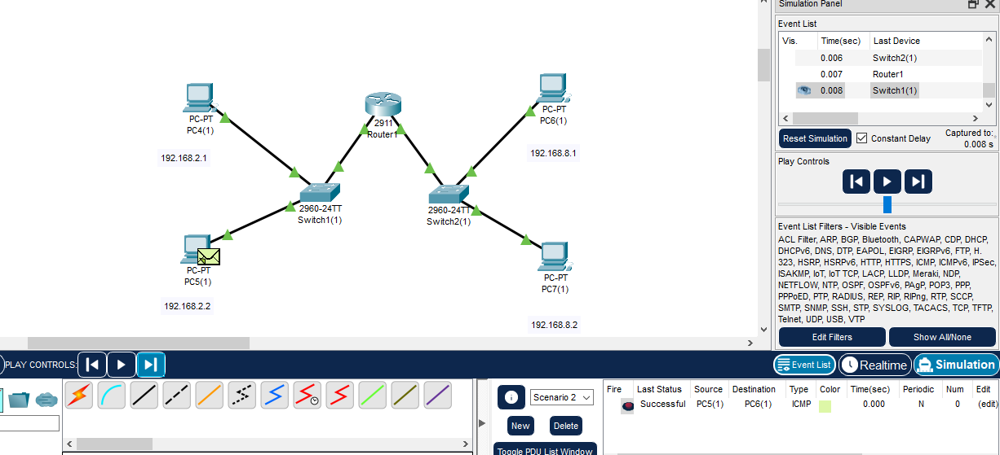 Simulation Panel
Event List
Vis. Time(sec) Last Device
0.006 Switch2(1)
0.007 Router1
0.008 Switch1(1)
Reset Simulation Constant Delay Captured to:
0.008 s
Play Controls
Event List Filters - Visible Events
ACL Filter, ARP, BGP, Bluetooth, CAPWAP, CDP, DHCP,
DHCPv6, DNS, DTP, EAPOL, EIGRP, EIGRPv6, FTP, H.
323, HSRP, HSRPv6, HTTP, HTTPS, ICMP, ICMPv6, IPSec,
ISAKMP, IoT, IoT TCP, LACP, LLDP, Meraki, NDP,
NETFLOW, NTP, OSPF, OSPFv6, PAgP, POP3, PPP,
PPPoED, PTP, RADIUS, REP, RIP, RIPng, RTP, SCCP,
SMTP, SNMP, SSH, STP, SYSLOG, TACACS, TCP, TFTP,
Telnet, UDP, USB, VTP
Edit Filters Show All/None
PC-PT
PC4(1)
192.168.2.1
2911
Router1
PC-PT
PC6(1)
192.168.8.1
2960-24TT
Switch1(1)
2960-24TT
Switch2(1)
PC-PT
PC5(1)
192.168.2.2
PC-PT
PC7(1)
192.168.8.2
PLAY CONTROLS:
Event List Realtime Simulation
Scenario 2
New Delete
Toggle PDU List Window
Fire Last Status Source Destination Type Color Time(sec) Periodic Num Edit
Successful PC5(1) PC6(1) ICMP 0.000 N 0 (edit)